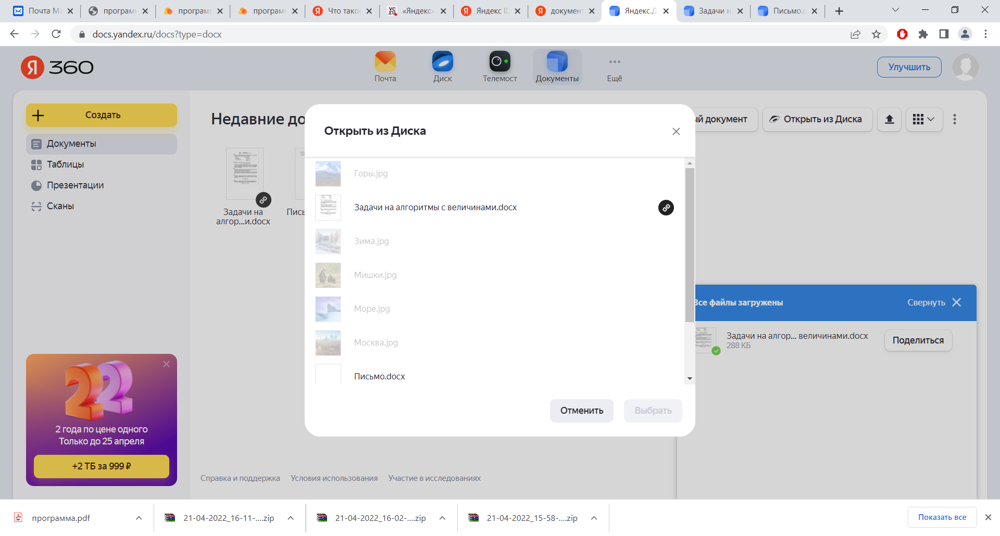 Почта Ма
програм
програм
програм
Что тако
«Яндекс»
Яндекс ID
документ
Яндекс.Д
Задачи н
Письмо.d
docs.yandex.ru/docs?type=docx
Я 360
Почта
Диск
Телемост
Документы
Ещё
Улучшить
Создать
Документы
Таблицы
Презентации
Сканы
Недавние до
ый документ
Открыть из Диска
Задачи на
алгор...и.docx
Пись
Открыть из Диска
Горы.jpg
Задачи на алгоритмы с величинами.docx
Зима.jpg
Мишки.jpg
Море.jpg
Москва.jpg
Письмо.docx
Отменить
Выбрать
Все файлы загружены
Свернуть
Задачи на алгор... величинами.docx
288 КБ
Поделиться
22
2 года по цене одного
Только до 25 апреля
+2 ТБ за 999 ₽
Справка и поддержка
Условия использования
Участие в исследованиях
программа.pdf
21-04-2022_16-11-....zip
21-04-2022_16-02-....zip
21-04-2022_15-58-....zip
Показать все